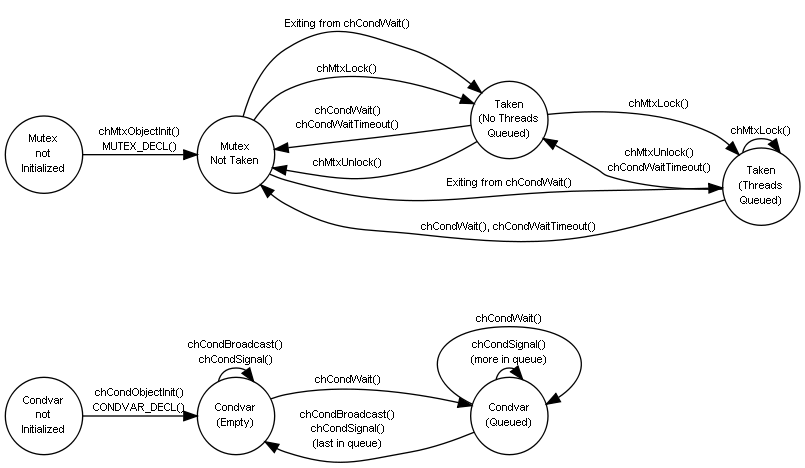 Exiting from chCondWait()
chMtxLock()
chCondWait()
chCondWaitTimeout()
chMtxUnlock()
Mutex
not
Initialized
chMtxObjectInit()
MUTEX_DECL()
Mutex
Not Taken
Taken
(No Threads
Queued)
chMtxLock()
chMtxLock()
chMtxUnlock()
chCondWaitTimeout()
Taken
(Threads
Queued)
Exiting from chCondWait()
chCondWait(), chCondWaitTimeout()
chCondBroadcast()
chCondSignal()
chCondWait()
chCondSignal()
(more in queue)
Condvar
not
Initialized
chCondObjectInit()
CONDVAR_DECL()
Condvar
(Empty)
chCondWait()
chCondBroadcast()
chCondSignal()
(last in queue)
Condvar
(Queued)